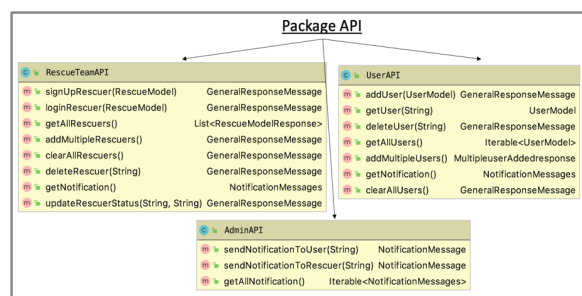 Package API
RescueTeamAPI
signUpRescuer(RescueModel) GeneralResponseMessage
loginRescuer(RescueModel) GeneralResponseMessage
getAllRescuers() List<RescueModelResponse>
addMultipleRescuers() GeneralResponseMessage
clearAllRescuers() GeneralResponseMessage
deleteRescuer(String) GeneralResponseMessage
getNotification() NotificationMessages
updateRescuerStatus(String, String) GeneralResponseMessage
UserAPI
addUser(UserModel) GeneralResponseMessage
getUser(String) UserModel
deleteUser(String) GeneralResponseMessage
getAllUsers() Iterable<UserModel>
addMultipleUsers() MultipleuserAddedresponse
getNotification() NotificationMessages
clearAllUsers() GeneralResponseMessage
AdminAPI
sendNotificationToUser(String) NotificationMessage
sendNotificationToRescuer(String) NotificationMessage
getAllNotification() Iterable<NotificationMessages>